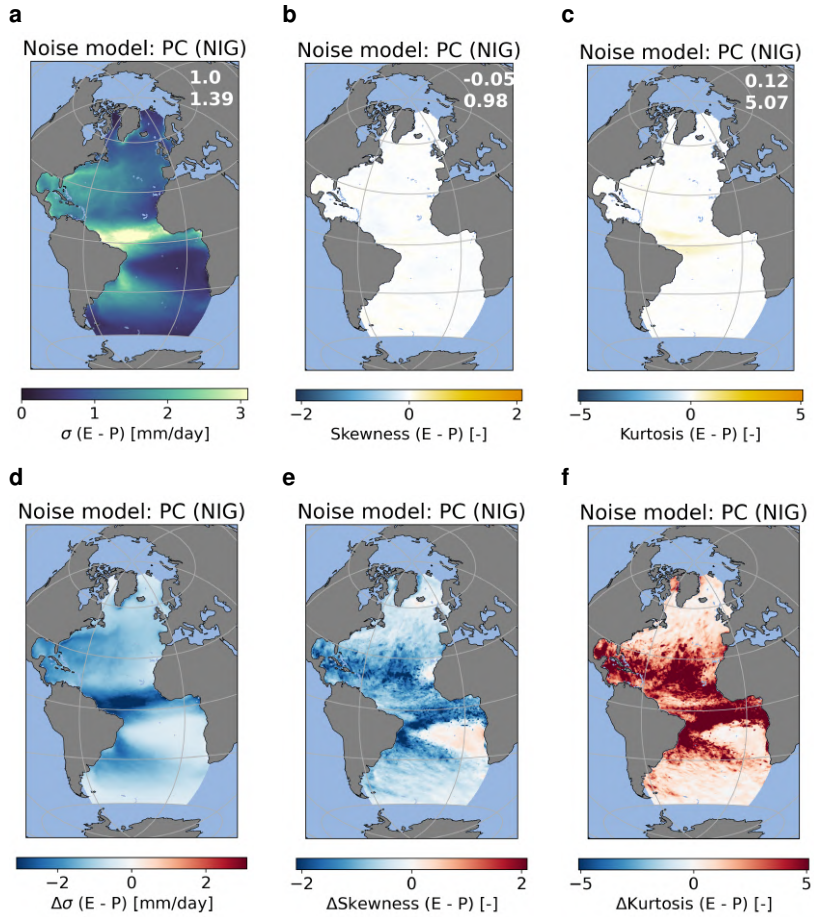 a
Noise model: PC (NIG)
1.0
1.39
0 1 2 3
σ (E - P) [mm/day]
b
Noise model: PC (NIG)
-0.05
0.98
−2 0 2
Skewness (E - P) [-]
c
Noise model: PC (NIG)
0.12
5.07
−5 0 5
Kurtosis (E - P) [-]
d
Noise model: PC (NIG)
−2 0 2
Δσ (E - P) [mm/day]
e
Noise model: PC (NIG)
−2 0 2
ΔSkewness (E - P) [-]
f
Noise model: PC (NIG)
−5 0 5
ΔKurtosis (E - P) [-]